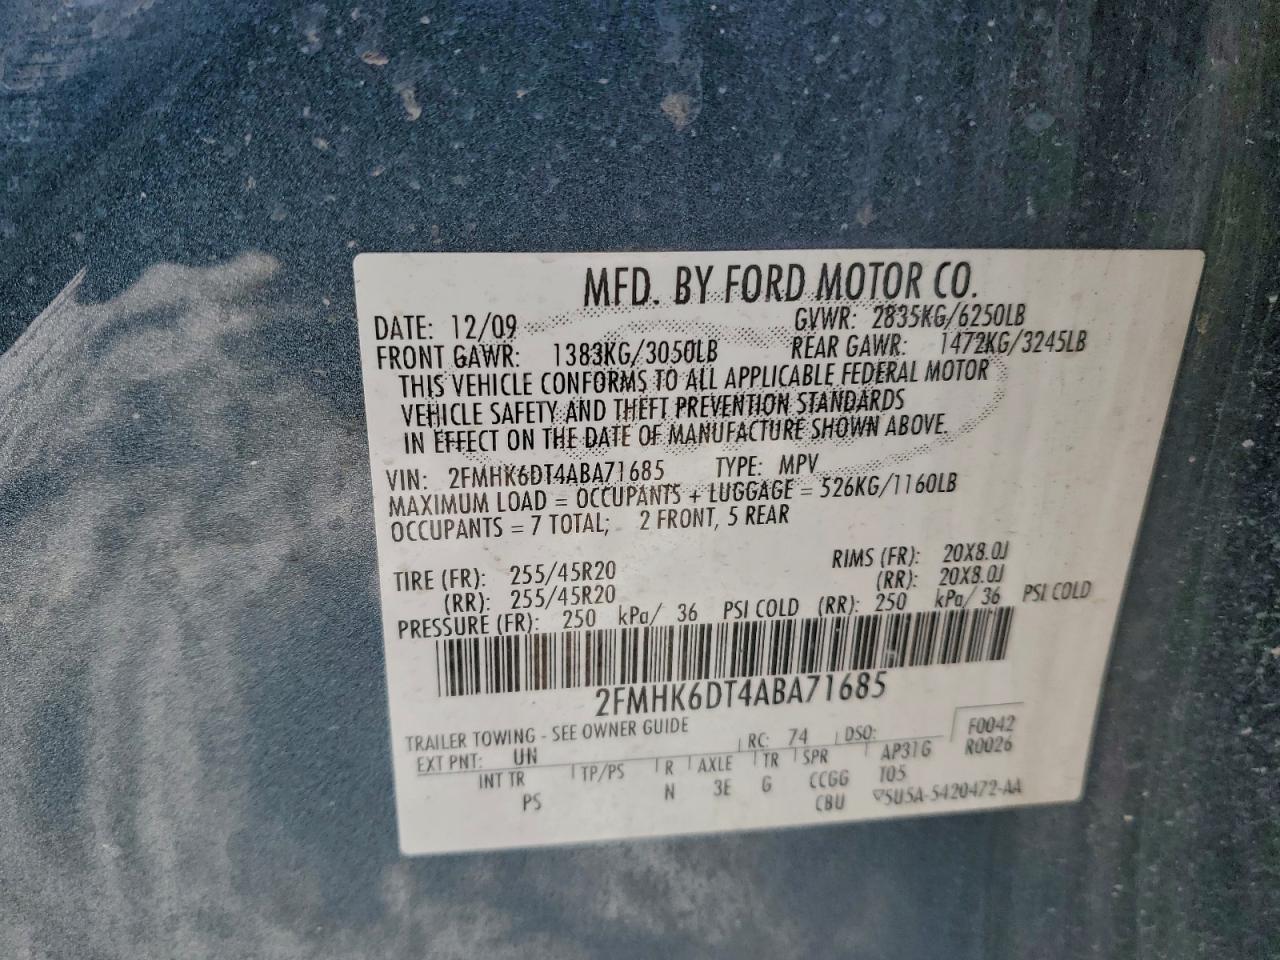 MFD. BY FORD MOTOR CO.
DATE: 12/09 GVWR: 2835KG/6250LB
FRONT GAWR: 1383KG/3050LB REAR GAWR: 1472KG/3245LB
THIS VEHICLE CONFORMS TO ALL APPLICABLE FEDERAL MOTOR
VEHICLE SAFETY AND THEFT PREVENTION STANDARDS
IN EFFECT ON THE DATE OF MANUFACTURE SHOWN ABOVE.
VIN: 2FMHK6DT4ABA71685 TYPE: MPV
MAXIMUM LOAD = OCCUPANTS + LUGGAGE = 526KG/1160LB
OCCUPANTS = 7 TOTAL; 2 FRONT, 5 REAR
TIRE (FR): 255/45R20 RIMS (FR): 20X8.0J
(RR): 255/45R20 (RR): 20X8.0J
PRESSURE (FR): 250 kPa/ 36 PSI COLD (RR): 250 kPa/ 36 PSI COLD
2FMHK6DT4ABA71685
TRAILER TOWING - SEE OWNER GUIDE F0042
EXT PNT: UN RC: 74 DSO: R0026
INT TR TP/PS R AXLE TR SPR AP31G
PS N 3E G CCGG T05
CBU ▽5U5A-5420472-AA